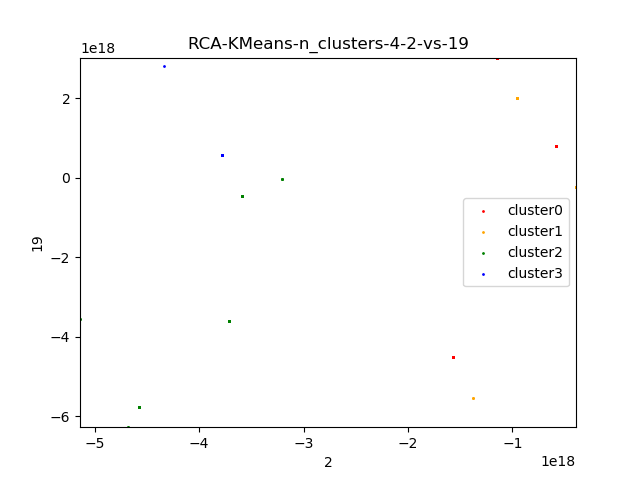 RCA-KMeans-n_clusters-4-2-vs-19
1e18
2
0
−2
−4
−6
19
cluster0
cluster1
cluster2
cluster3
−5
−4
−3
−2
−1
1e18
2